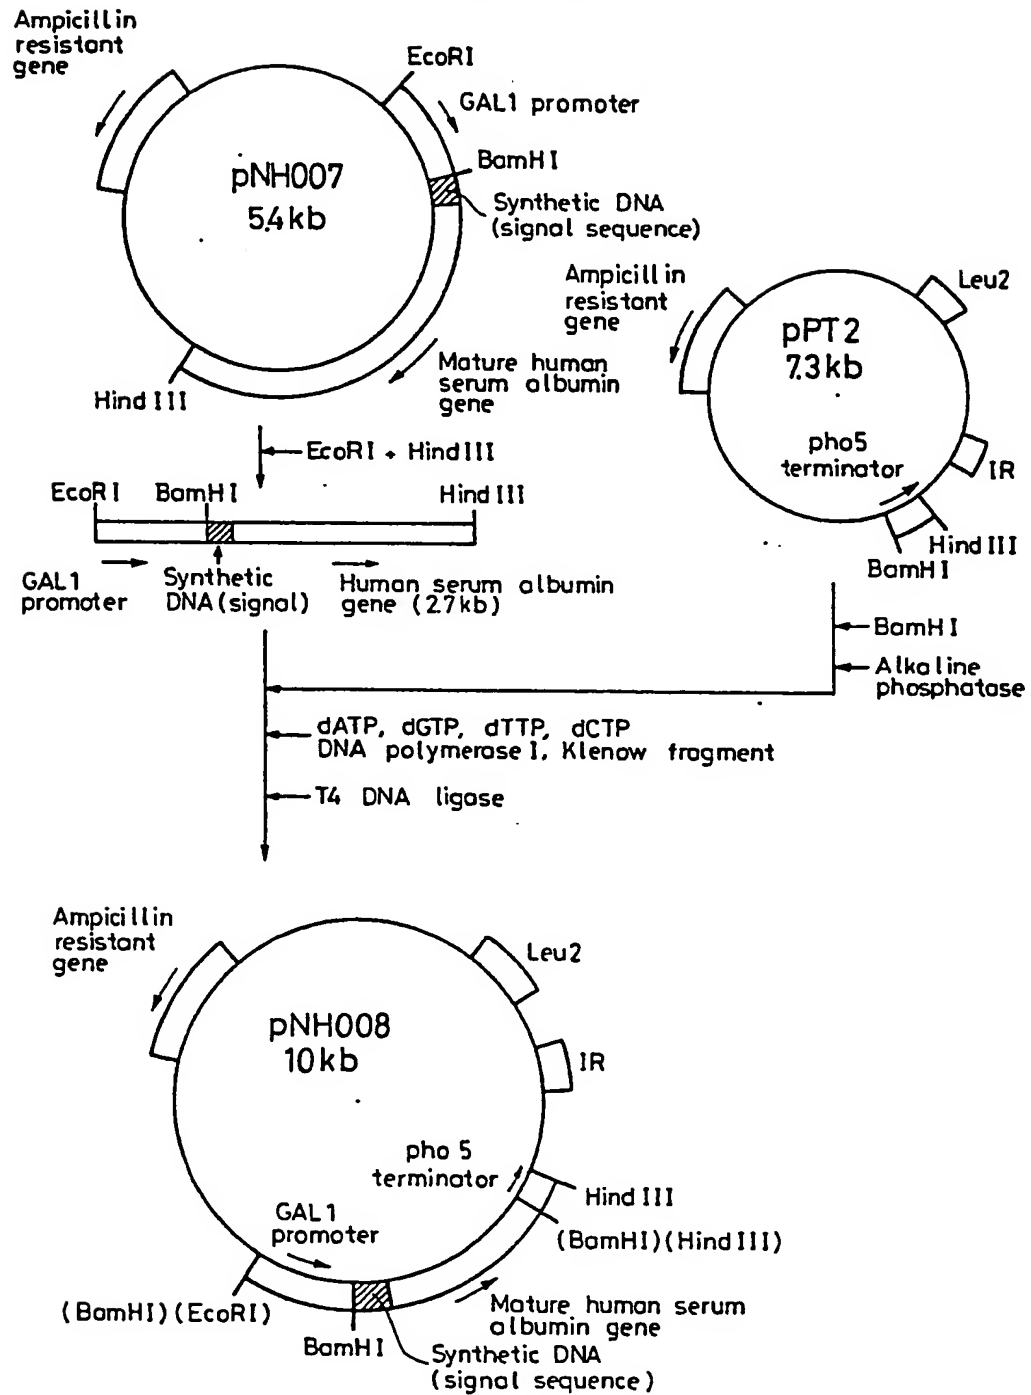 Ampicillin
resistant
gene
EcoRI
GAL1 promoter
BamHI
pNH007
5.4kb
Synthetic DNA
(signal sequence)
Mature human
serum albumin
gene
Hind III
Ampicillin
resistant
gene
Leu2
pPT2
7.3kb
pho5
terminator
IR
Hind III
BamHI
EcoRI + HindIII
EcoRI BamHI Hind III
GAL1
promoter
Synthetic
DNA(signal)
Human serum albumin
gene (2.7kb)
BamHI
Alkaline
phosphatase
dATP, dGTP, dTTP, dCTP
DNA polymerase I, Klenow fragment
T4 DNA ligase
Ampicillin
resistant
gene
Leu2
pNH008
10kb
IR
pho 5
terminator
Hind III
(BamHI)(HindIII)
GAL1
promoter
(BamHI)(EcoRI)
BamHI
Mature human serum
albumin gene
Synthetic DNA
(signal sequence)